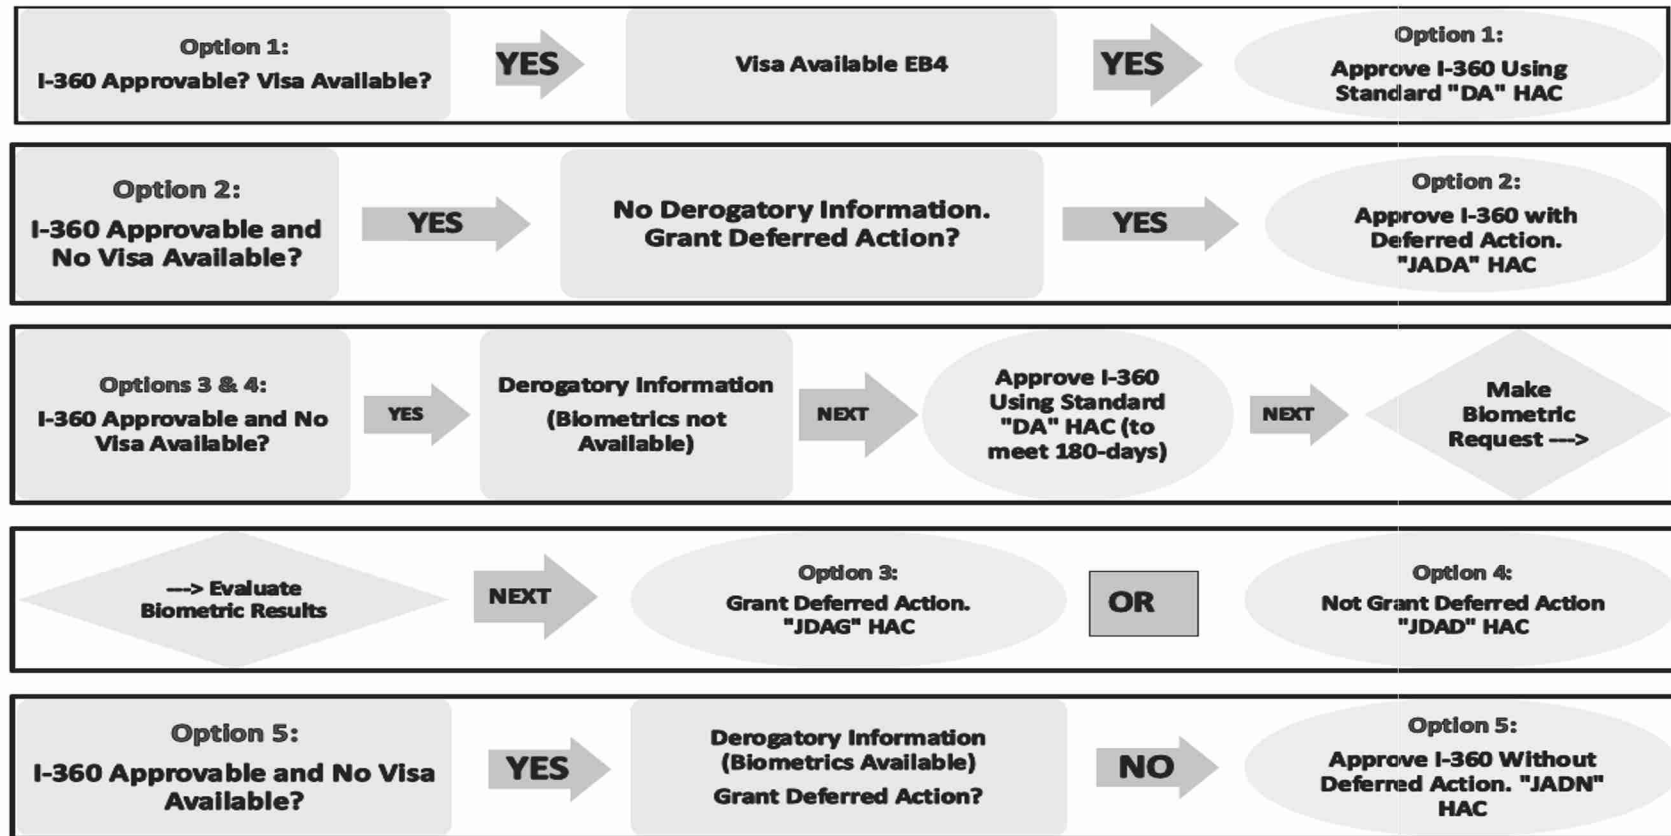 Option 1:
I-360 Approvable? Visa Available?
YES
Visa Available EB4
YES
Option 1:
Approve I-360 Using
Standard "DA" HAC
Option 2:
I-360 Approvable and
No Visa Available?
YES
No Derogatory Information.
Grant Deferred Action?
YES
Option 2:
Approve I-360 with
Deferred Action.
"JADA" HAC
Options 3 & 4:
I-360 Approvable and No
Visa Available?
YES
Derogatory Information
(Biometrics not
Available)
NEXT
Approve I-360
Using Standard
"DA" HAC (to
meet 180-days)
NEXT
Make
Biometric
Request --->
---> Evaluate
Biometric Results
NEXT
Option 3:
Grant Deferred Action.
"JDAG" HAC
OR
Option 4:
Not Grant Deferred Action
"JDAD" HAC
Option 5:
I-360 Approvable and No Visa
Available?
YES
Derogatory Information
(Biometrics Available)
Grant Deferred Action?
NO
Option 5:
Approve I-360 Without
Deferred Action. "JADN"
HAC